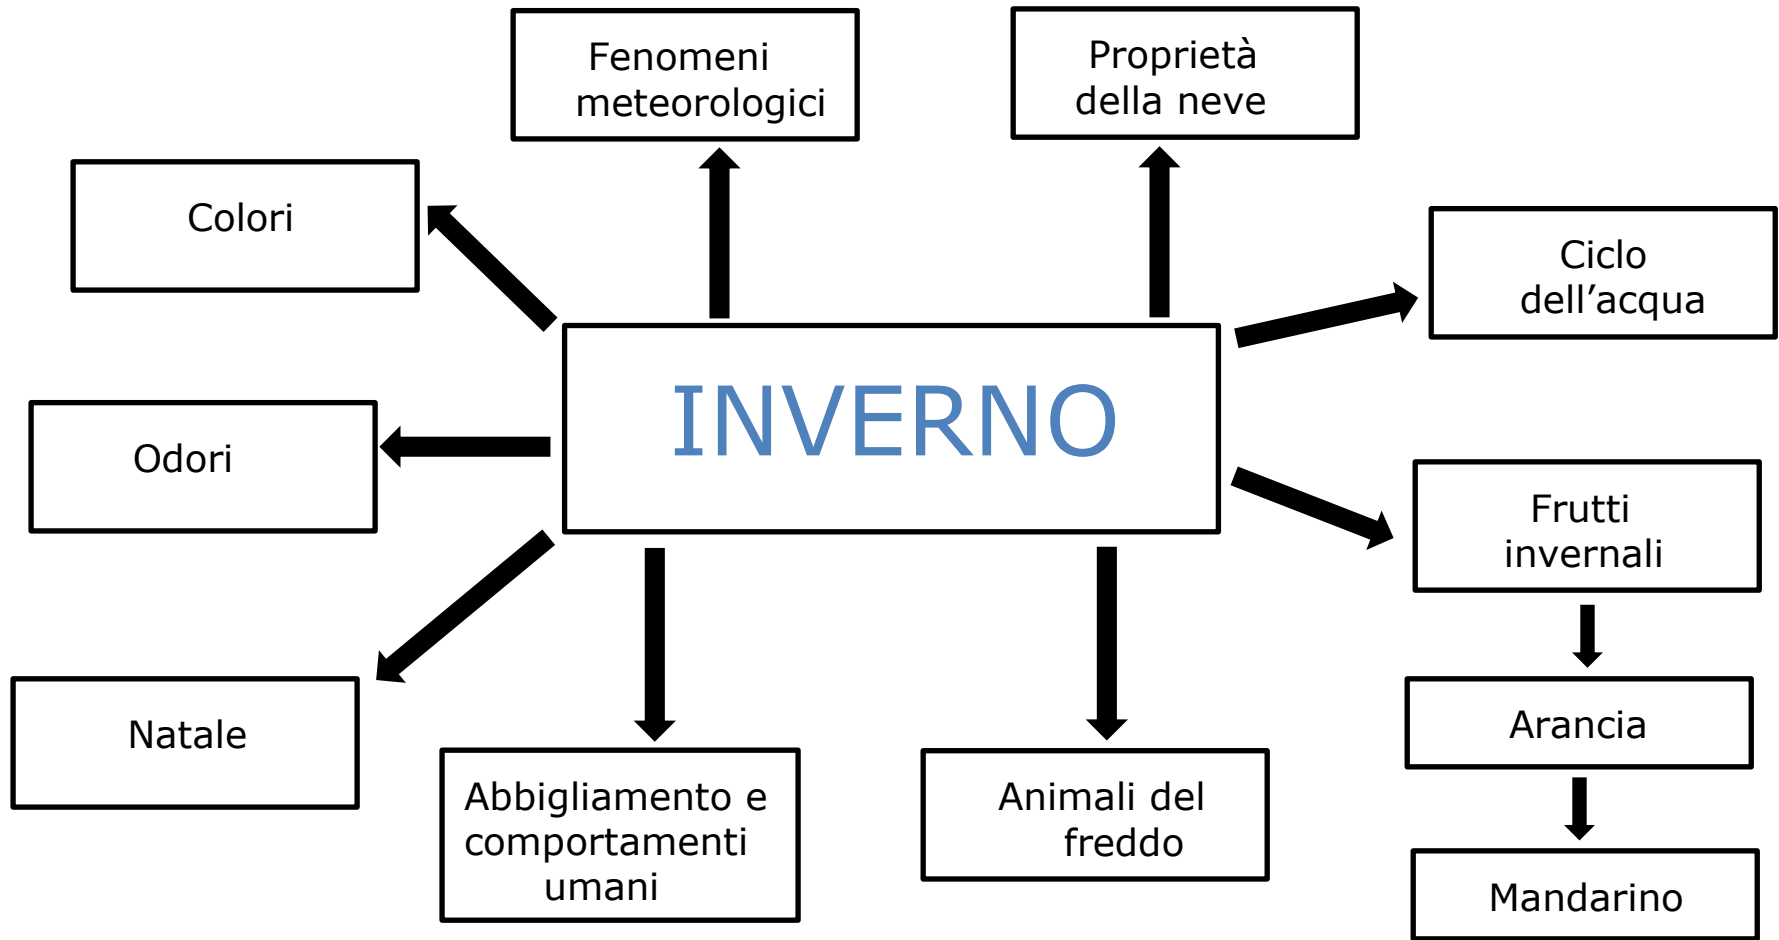 Fenomeni
meteorologici
Proprietà
della neve
Colori
Ciclo
dell’acqua
INVERNO
Odori
Frutti
invernali
Natale
Arancia
Abbigliamento e
comportamenti
umani
Animali del
freddo
Mandarino